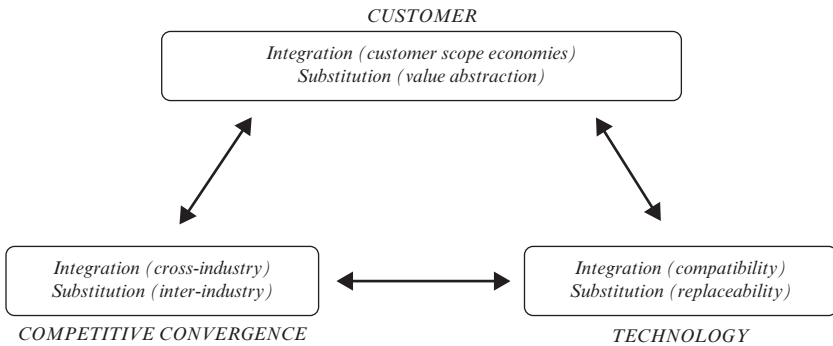 CUSTOMER
Integration (customer scope economies)
Substitution (value abstraction)
Integration (cross-industry)
Substitution (inter-industry)
COMPETITIVE CONVERGENCE
Integration (compatibility)
Substitution (replaceability)
TECHNOLOGY